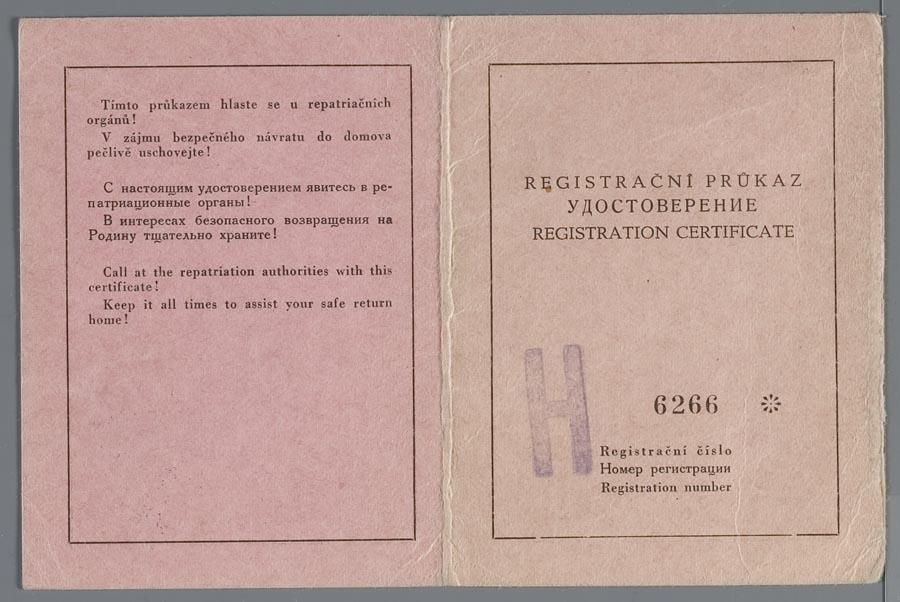 Tímto průkazem hlaste se u repatriačních
orgánů!
V zájmu bezpečného návratu do domova
pečlivě uschovejte!
С настоящим удостоверением явитесь в ре-
патриационные органы!
В интересах безопасного возвращения на
Родину тщательно храните!
Call at the repatriation authorities with this
certificate!
Keep it all times to assist your safe return
home!
REGISTRAČNÍ PRŮKAZ
УДОСТОВЕРЕНИЕ
REGISTRATION CERTIFICATE
H
6266 *
Registrační číslo
Номер регистрации
Registration number